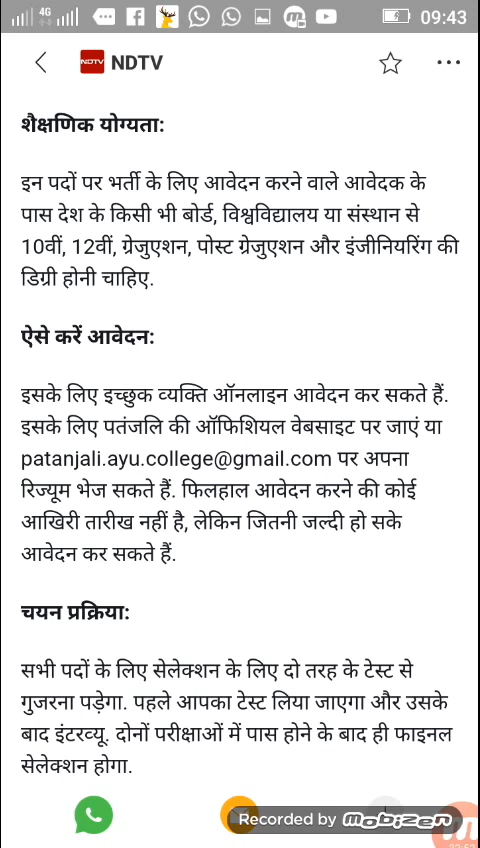 4G 09:43
NDTV NDTV
शैक्षणिक योग्यता:
इन पदों पर भर्ती के लिए आवेदन करने वाले आवेदक के
पास देश के किसी भी बोर्ड, विश्वविद्यालय या संस्थान से
10वीं, 12वीं, ग्रेजुएशन, पोस्ट ग्रेजुएशन और इंजीनियरिंग की
डिग्री होनी चाहिए.
ऐसे करें आवेदन:
इसके लिए इच्छुक व्यक्ति ऑनलाइन आवेदन कर सकते हैं.
इसके लिए पतंजलि की ऑफिशियल वेबसाइट पर जाएं या
patanjali.ayu.college@gmail.com पर अपना
रिज्यूम भेज सकते हैं. फिलहाल आवेदन करने की कोई
आखिरी तारीख नहीं है, लेकिन जितनी जल्दी हो सके
आवेदन कर सकते हैं.
चयन प्रक्रिया:
सभी पदों के लिए सेलेक्शन के लिए दो तरह के टेस्ट से
गुजरना पड़ेगा. पहले आपका टेस्ट लिया जाएगा और उसके
बाद इंटरव्यू. दोनों परीक्षाओं में पास होने के बाद ही फाइनल
सेलेक्शन होगा.
Recorded by mobizen